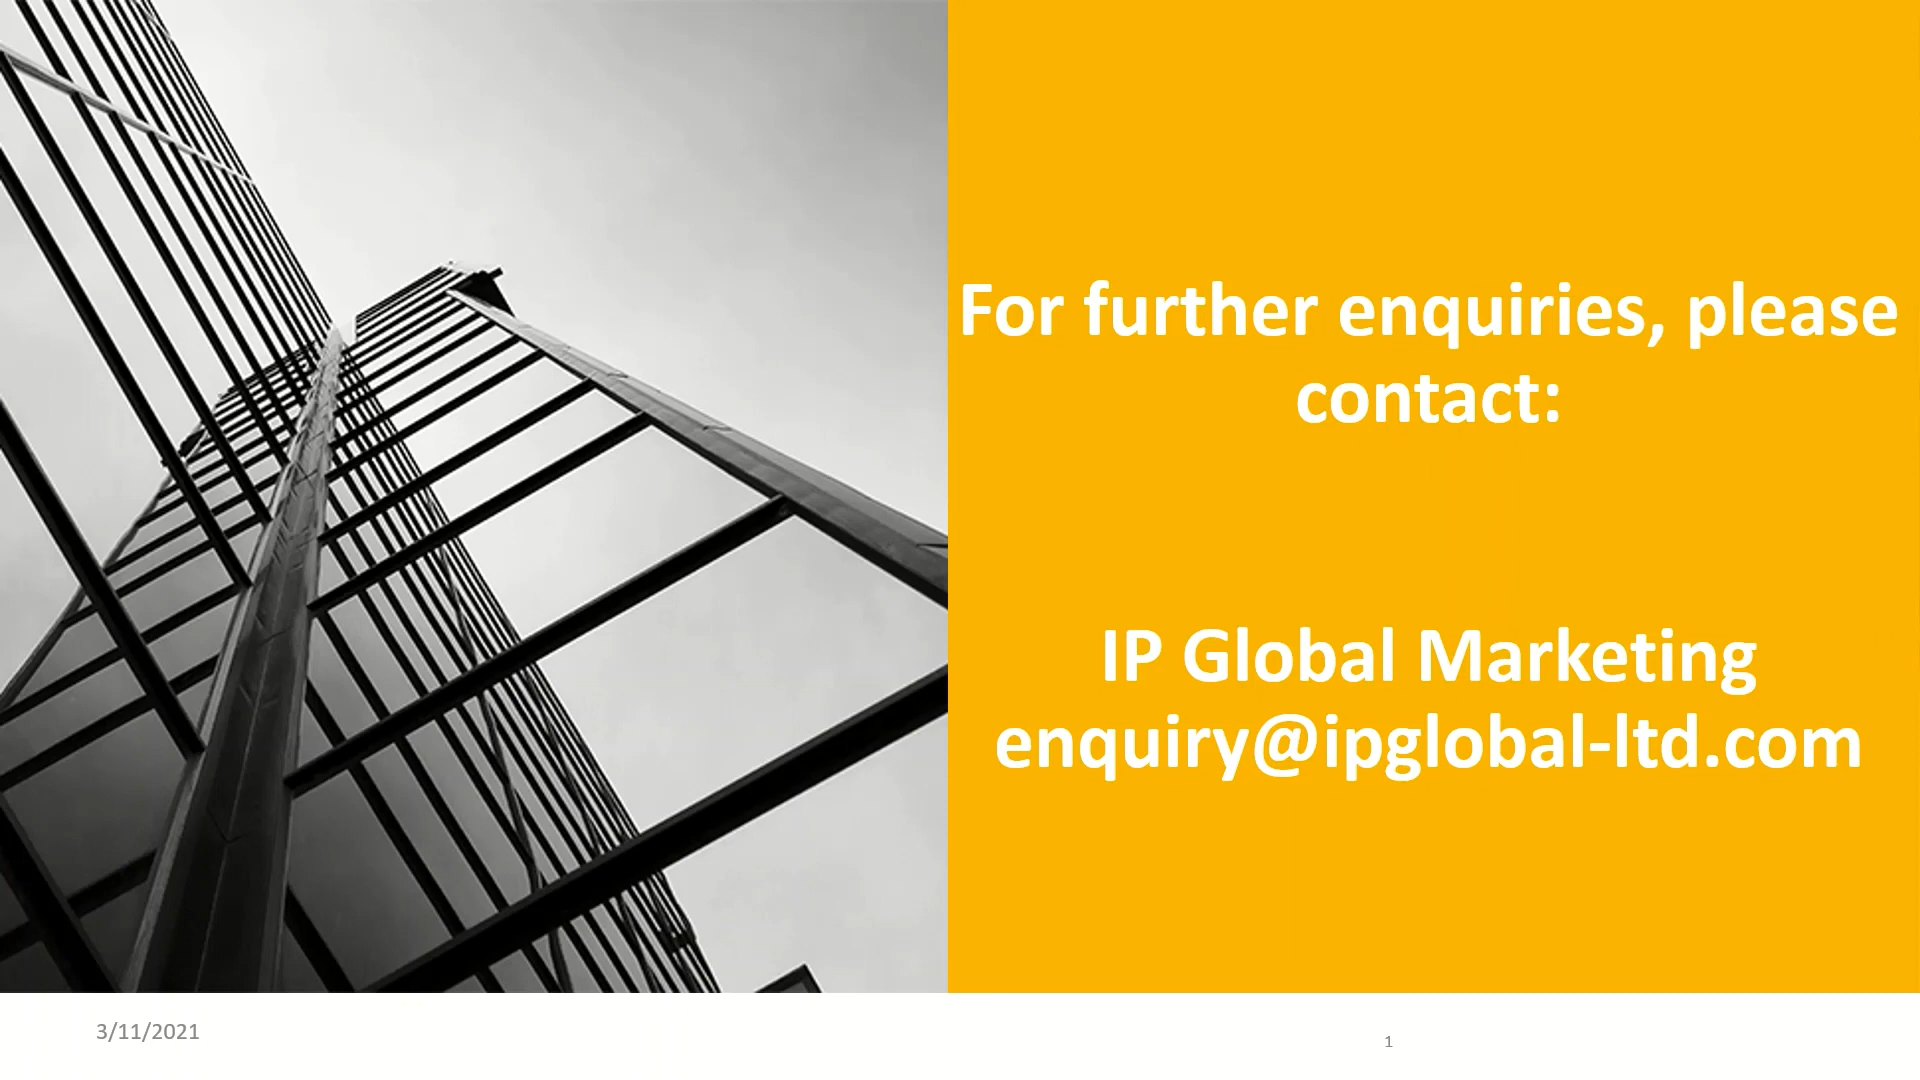 For further enquiries, please
contact:
IP Global Marketing
enquiry@ipglobal-ltd.com
3/11/2021
1